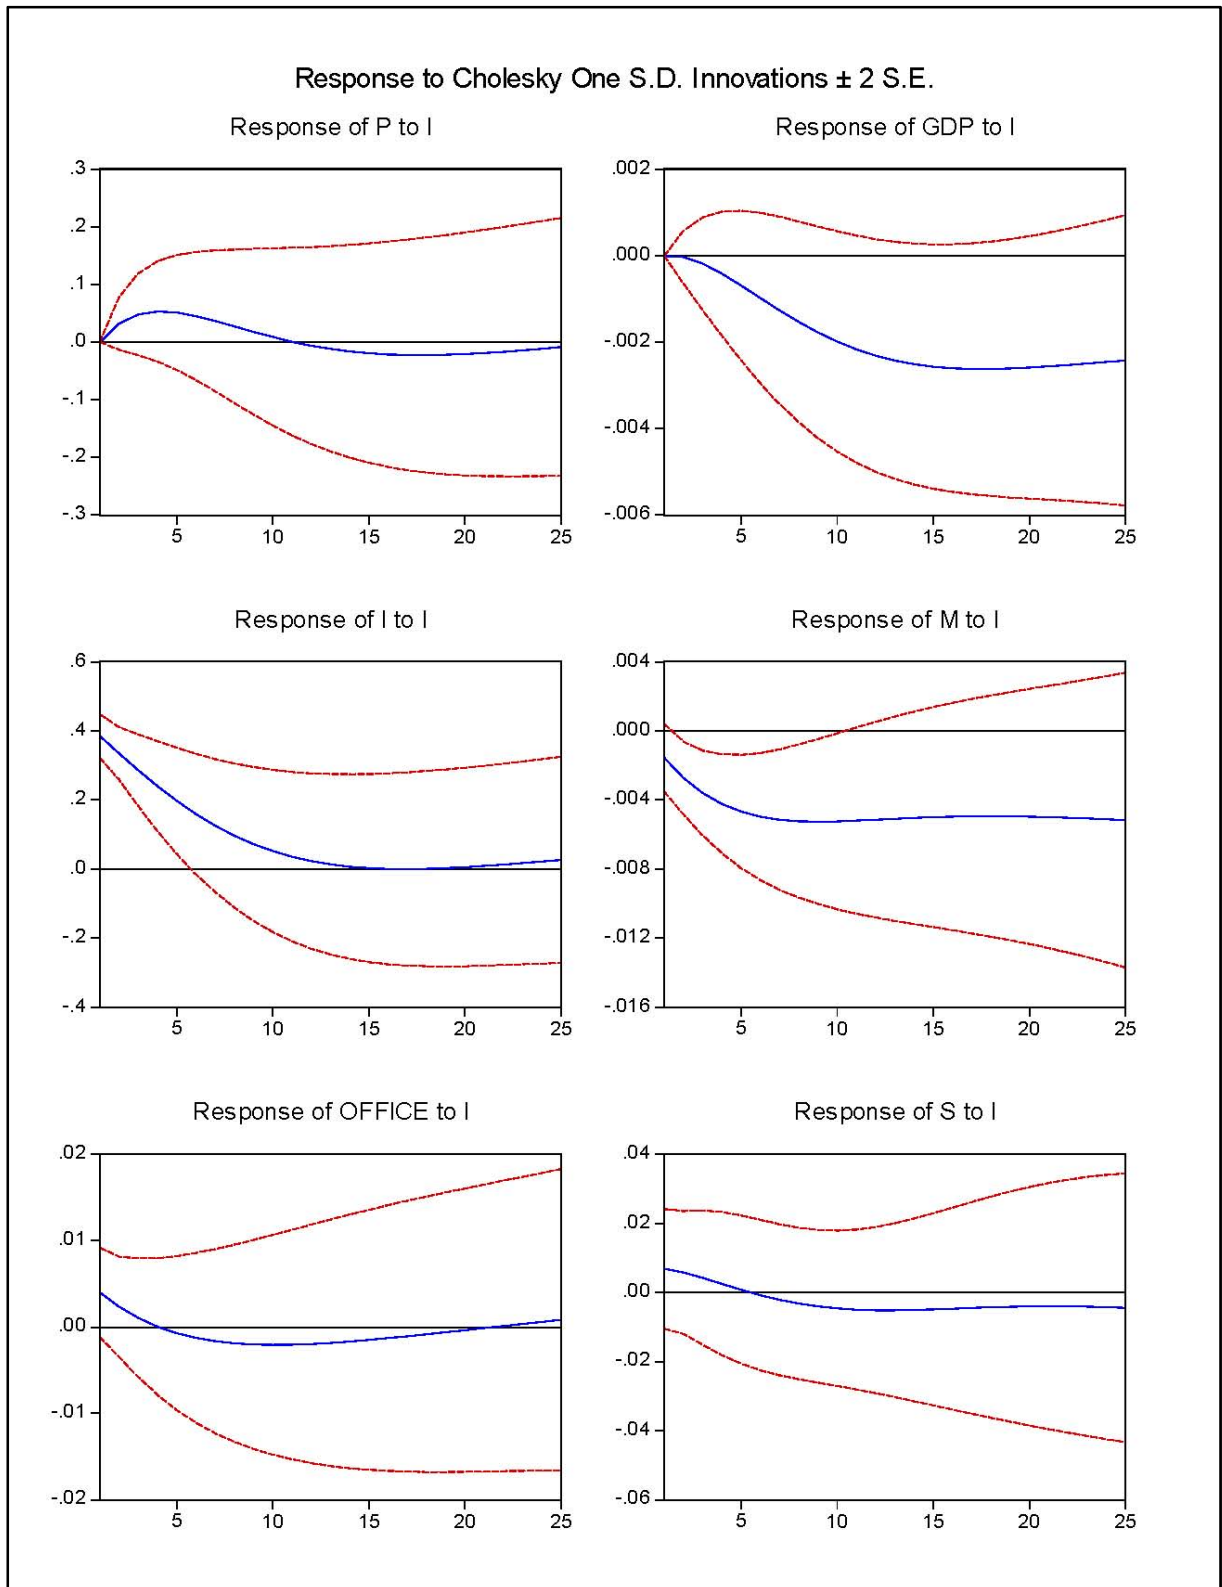 Response to Cholesky One S.D. Innovations ± 2 S.E.
Response of P to I
.3
.2
.1
.0
-.1
-.2
-.3
5 10 15 20 25
Response of GDP to I
.002
.000
-.002
-.004
-.006
5 10 15 20 25
Response of I to I
.6
.4
.2
.0
-.2
-.4
5 10 15 20 25
Response of M to I
.004
.000
-.004
-.008
-.012
-.016
5 10 15 20 25
Response of OFFICE to I
.02
.01
.00
-.01
-.02
5 10 15 20 25
Response of S to I
.04
.02
.00
-.02
-.04
-.06
5 10 15 20 25